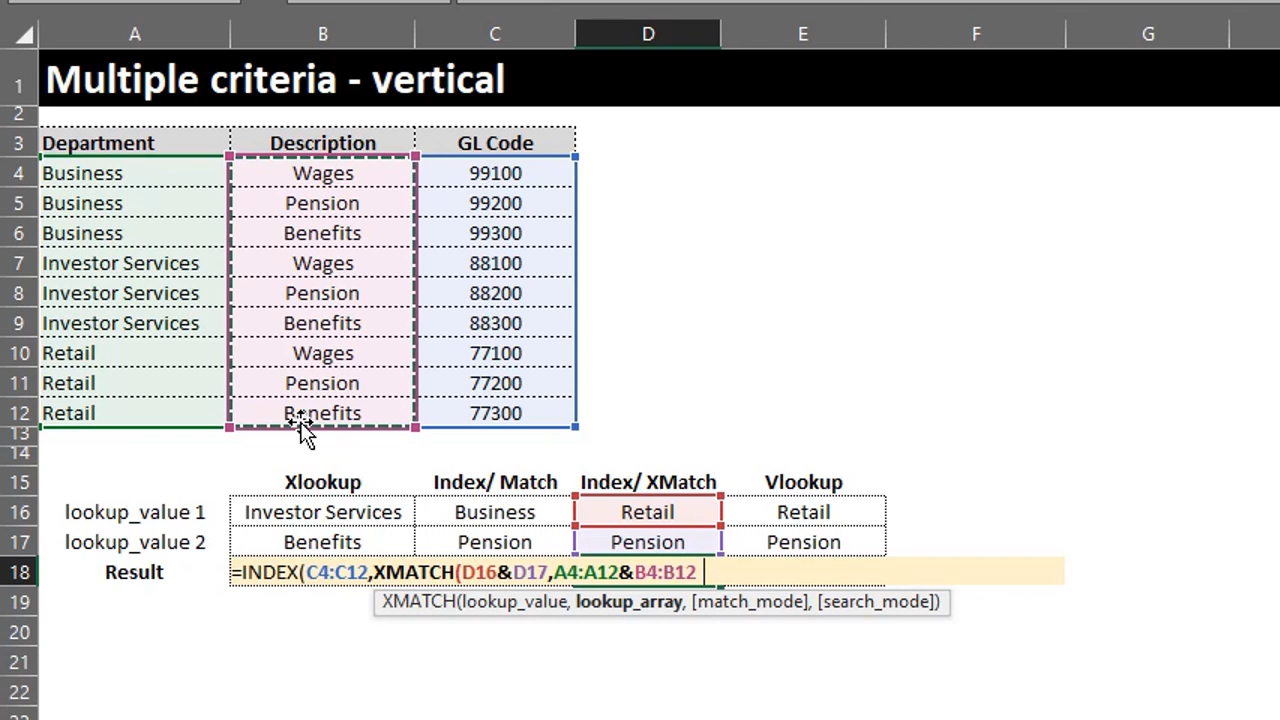 A B C D E F G
1 Multiple criteria - vertical
2
3 Department Description GL Code
4 Business Wages 99100
5 Business Pension 99200
6 Business Benefits 99300
7 Investor Services Wages 88100
8 Investor Services Pension 88200
9 Investor Services Benefits 88300
10 Retail Wages 77100
11 Retail Pension 77200
12 Retail Benefits 77300
13
14
15 Xlookup Index/ Match Index/ XMatch Vlookup
16 lookup_value 1 Investor Services Business Retail Retail
17 lookup_value 2 Benefits Pension Pension Pension
18 Result =INDEX(C4:C12,XMATCH(D16&D17,A4:A12&B4:B12
19 XMATCH(lookup_value, lookup_array, [match_mode], [search_mode])
20
21
22